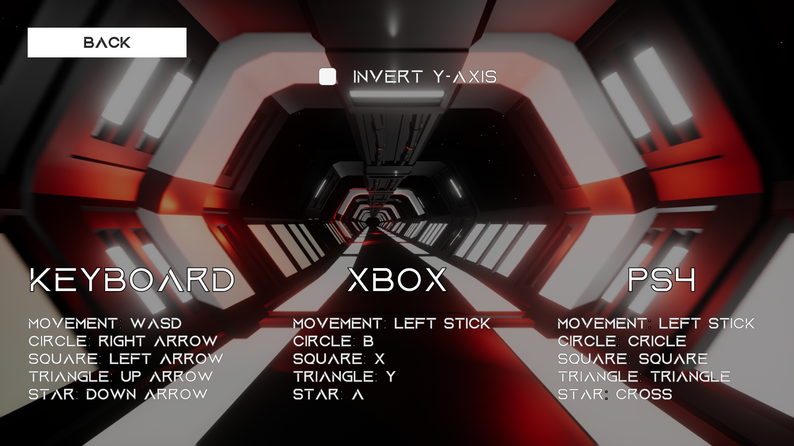 BACK
INVERT Y-AXIS
KEYBOARD
MOVEMENT: WASD
CIRCLE: RIGHT ARROW
SQUARE: LEFT ARROW
TRIANGLE: UP ARROW
STAR: DOWN ARROW
XBOX
MOVEMENT: LEFT STICK
CIRCLE: B
SQUARE: X
TRIANGLE: Y
STAR: A
PS4
MOVEMENT: LEFT STICK
CIRCLE: CRICLE
SQUARE: SQUARE
TRIANGLE: TRIANGLE
STAR: CROSS